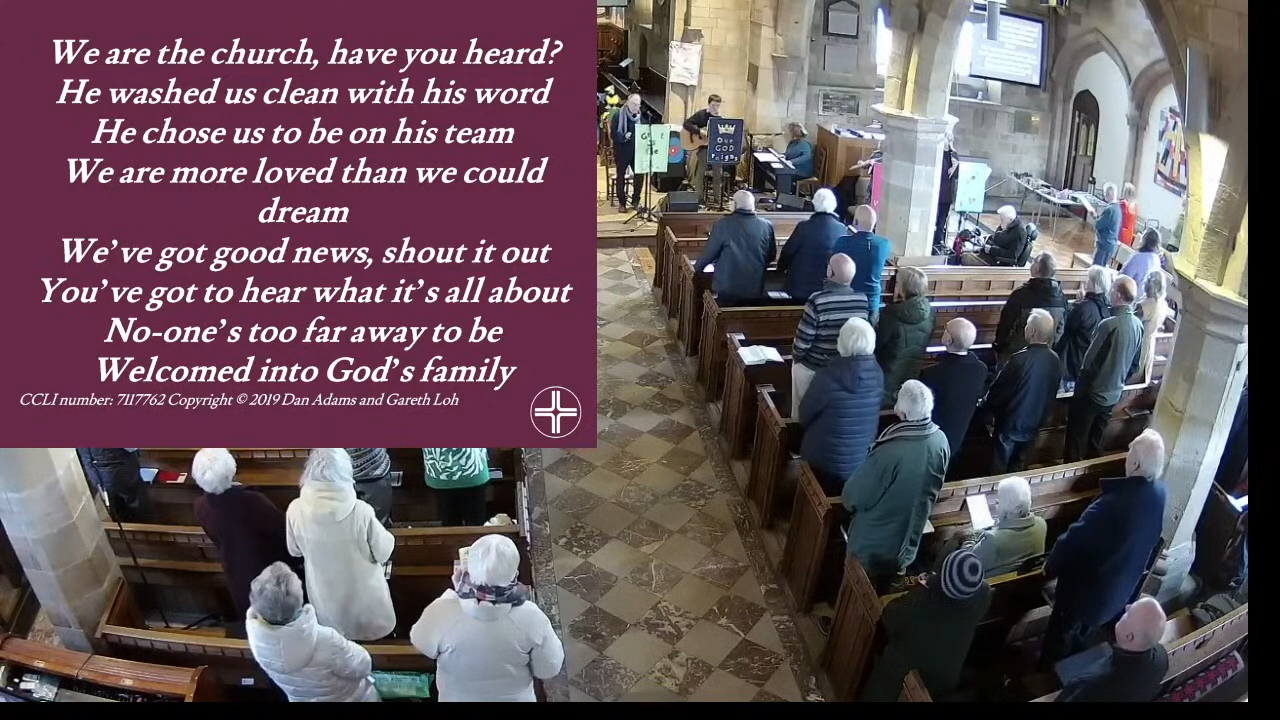 We are the church, have you heard?
He washed us clean with his word
He chose us to be on his team
We are more loved than we could
dream
We've got good news, shout it out
You've got to hear what it's all about
No-one's too far away to be
Welcomed into God's family
CCLI number: 7117762 Copyright © 2019 Dan Adams and Gareth Loh
Our
GOD
reigns